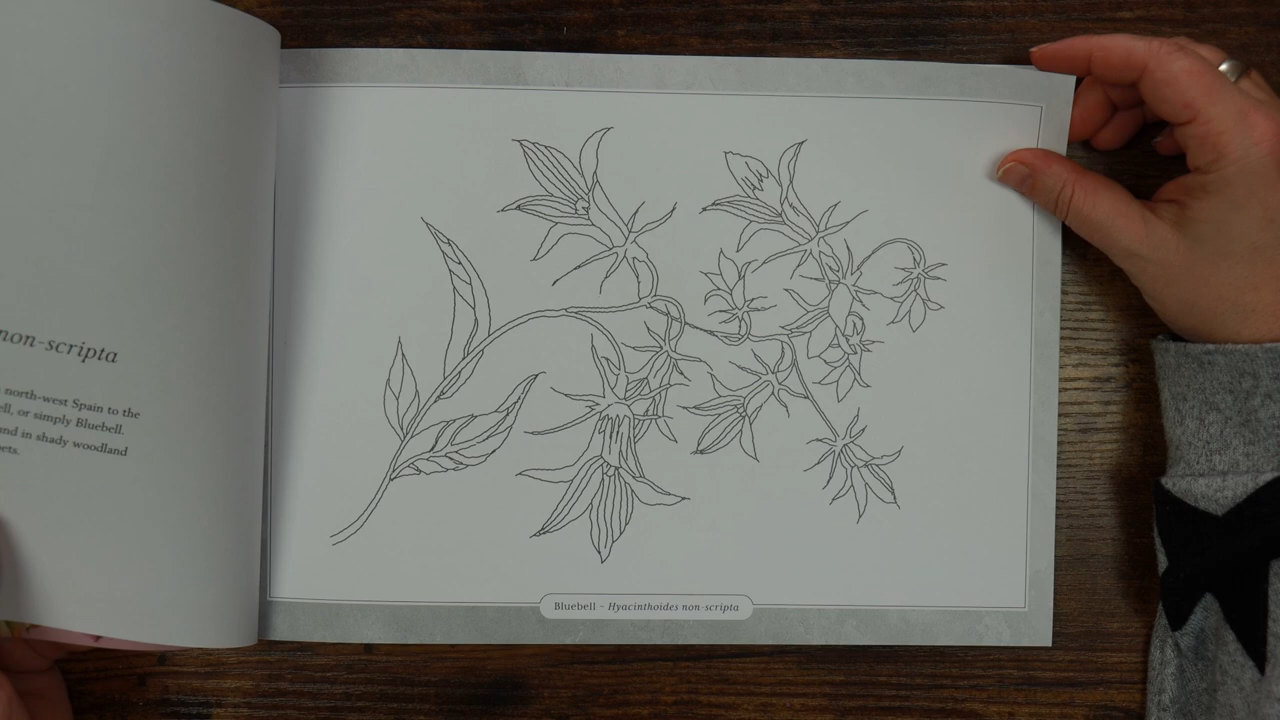 non-scripta
north-west Spain to the
ell, or simply Bluebell.
und in shady woodland
pets.
Bluebell – Hyacinthoides non-scripta